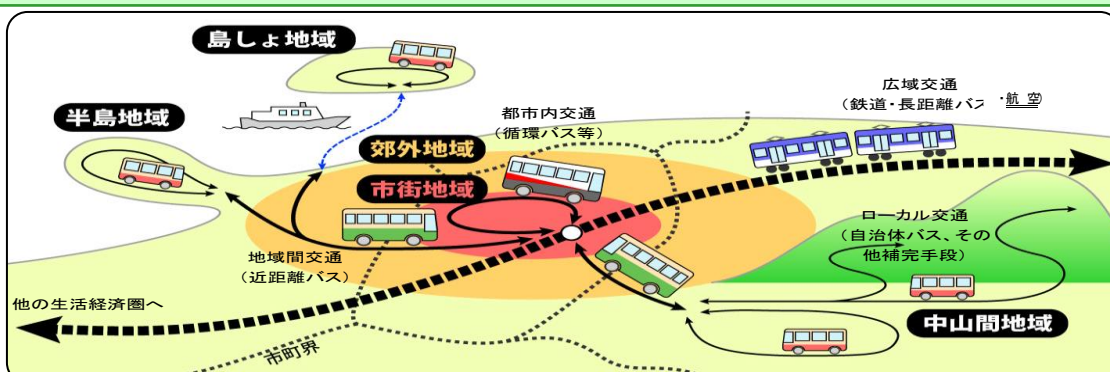 島しょ地域
半島地域
都市内交通
（循環バス等）
広域交通
（鉄道・長距離バス ・航空）
郊外地域
市街地域
地域間交通
（近距離バス）
ローカル交通
（自治体バス、その
他補完手段）
他の生活経済圏へ
中山間地域
市町界